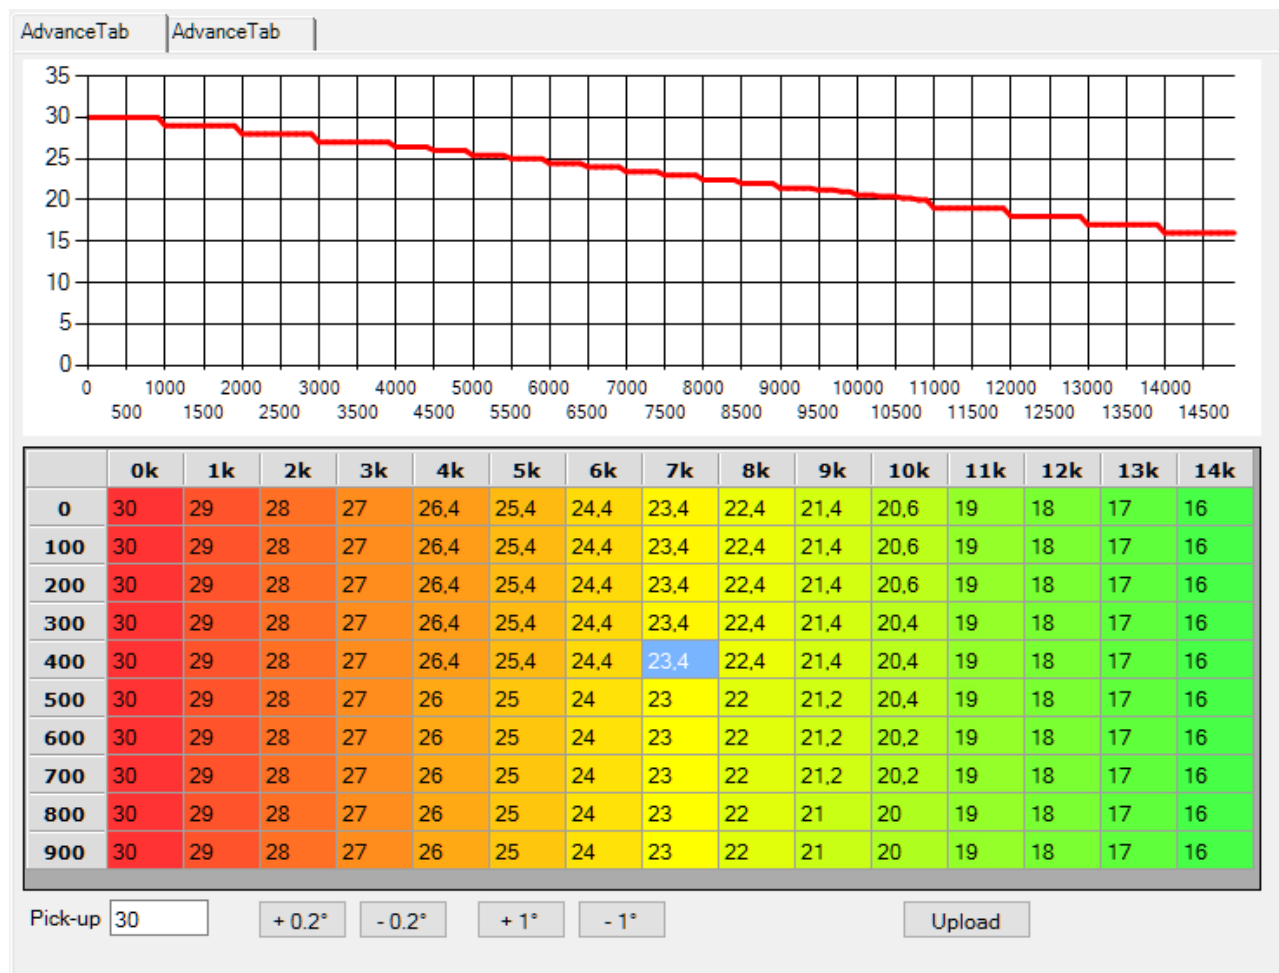 AdvanceTab AdvanceTab
35
30
25
20
15
10
5
0
0 1000 2000 3000 4000 5000 6000 7000 8000 9000 10000 11000 12000 13000 14000
500 1500 2500 3500 4500 5500 6500 7500 8500 9500 10500 11500 12500 13500 14500
0k 1k 2k 3k 4k 5k 6k 7k 8k 9k 10k 11k 12k 13k 14k
0 30 29 28 27 26,4 25,4 24,4 23,4 22,4 21,4 20,6 19 18 17 16
100 30 29 28 27 26,4 25,4 24,4 23,4 22,4 21,4 20,6 19 18 17 16
200 30 29 28 27 26,4 25,4 24,4 23,4 22,4 21,4 20,6 19 18 17 16
300 30 29 28 27 26,4 25,4 24,4 23,4 22,4 21,4 20,4 19 18 17 16
400 30 29 28 27 26,4 25,4 24,4 23,4 22,4 21,4 20,4 19 18 17 16
500 30 29 28 27 26 25 24 23 22 21,2 20,4 19 18 17 16
600 30 29 28 27 26 25 24 23 22 21,2 20,2 19 18 17 16
700 30 29 28 27 26 25 24 23 22 21,2 20,2 19 18 17 16
800 30 29 28 27 26 25 24 23 22 21 20 19 18 17 16
900 30 29 28 27 26 25 24 23 22 21 20 19 18 17 16
Pick-up 30 + 0.2° - 0.2° + 1° - 1° Upload